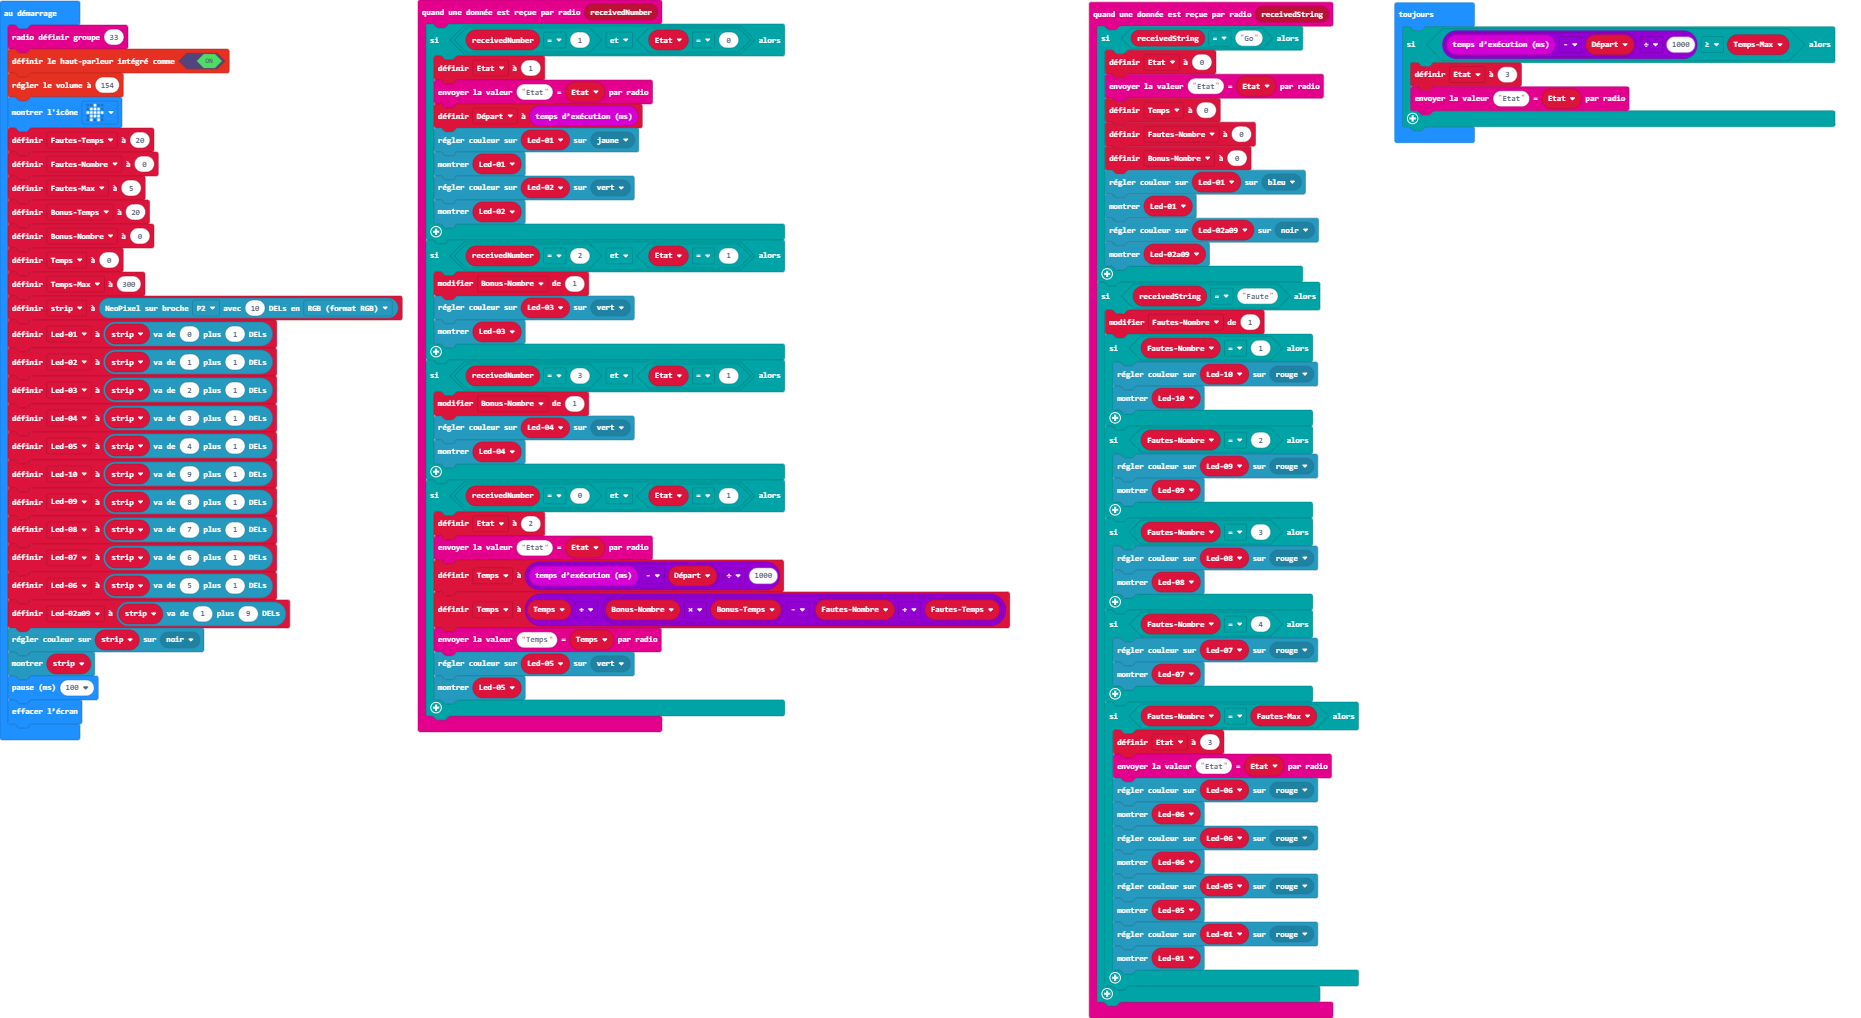 au démarrage
radio définir groupe 33
définir le haut-parleur intégré comme ON
régler le volume à 154
montrer l'icône
définir Fautes-Temps à 20
définir Fautes-Nombre à 0
définir Fautes-Max à 5
définir Bonus-Temps à 20
définir Bonus-Nombre à 0
définir Temps à 0
définir Temps-Max à 300
définir strip à NeoPixel sur broche P2 avec 10 DELs en RGB (format RGB)
définir Led-01 à strip va de 0 plus 1 DELs
définir Led-02 à strip va de 1 plus 1 DELs
définir Led-03 à strip va de 2 plus 1 DELs
définir Led-04 à strip va de 3 plus 1 DELs
définir Led-05 à strip va de 4 plus 1 DELs
définir Led-10 à strip va de 9 plus 1 DELs
définir Led-09 à strip va de 8 plus 1 DELs
définir Led-08 à strip va de 7 plus 1 DELs
définir Led-07 à strip va de 6 plus 1 DELs
définir Led-06 à strip va de 5 plus 1 DELs
définir Led-02a09 à strip va de 1 plus 9 DELs
régler couleur sur strip sur noir
montrer strip
pause (ms) 100
effacer l'écran
quand une donnée est reçue par radio receivedNumber
si receivedNumber = 1 et Etat = 0 alors
définir Etat à 1
envoyer la valeur "Etat" = Etat par radio
définir Départ à temps d'exécution (ms)
régler couleur sur Led-01 sur jaune
montrer Led-01
régler couleur sur Led-02 sur vert
montrer Led-02
si receivedNumber = 2 et Etat = 1 alors
modifier Bonus-Nombre de 1
régler couleur sur Led-03 sur vert
montrer Led-03
si receivedNumber = 3 et Etat = 1 alors
modifier Bonus-Nombre de 1
régler couleur sur Led-04 sur vert
montrer Led-04
si receivedNumber = 0 et Etat = 1 alors
définir Etat à 2
envoyer la valeur "Etat" = Etat par radio
définir Temps à temps d'exécution (ms) - Départ ÷ 1000
définir Temps à Temps + Bonus-Nombre × Bonus-Temps - Fautes-Nombre ÷ Fautes-Temps
envoyer la valeur "Temps" = Temps par radio
régler couleur sur Led-05 sur vert
montrer Led-05
quand une donnée est reçue par radio receivedString
si receivedString = "Go" alors
définir Etat à 0
envoyer la valeur "Etat" = Etat par radio
définir Temps à 0
définir Fautes-Nombre à 0
définir Bonus-Nombre à 0
régler couleur sur Led-01 sur bleu
montrer Led-01
régler couleur sur Led-02a09 sur noir
montrer Led-02a09
si receivedString = "Faute" alors
modifier Fautes-Nombre de 1
si Fautes-Nombre = 1 alors
régler couleur sur Led-10 sur rouge
montrer Led-10
si Fautes-Nombre = 2 alors
régler couleur sur Led-09 sur rouge
montrer Led-09
si Fautes-Nombre = 3 alors
régler couleur sur Led-08 sur rouge
montrer Led-08
si Fautes-Nombre = 4 alors
régler couleur sur Led-07 sur rouge
montrer Led-07
si Fautes-Nombre = Fautes-Max alors
définir Etat à 3
envoyer la valeur "Etat" = Etat par radio
régler couleur sur Led-06 sur rouge
montrer Led-06
régler couleur sur Led-06 sur rouge
montrer Led-06
régler couleur sur Led-05 sur rouge
montrer Led-05
régler couleur sur Led-01 sur rouge
montrer Led-01
toujours
si temps d'exécution (ms) - Départ ÷ 1000 ≥ Temps-Max alors
définir Etat à 3
envoyer la valeur "Etat" = Etat par radio